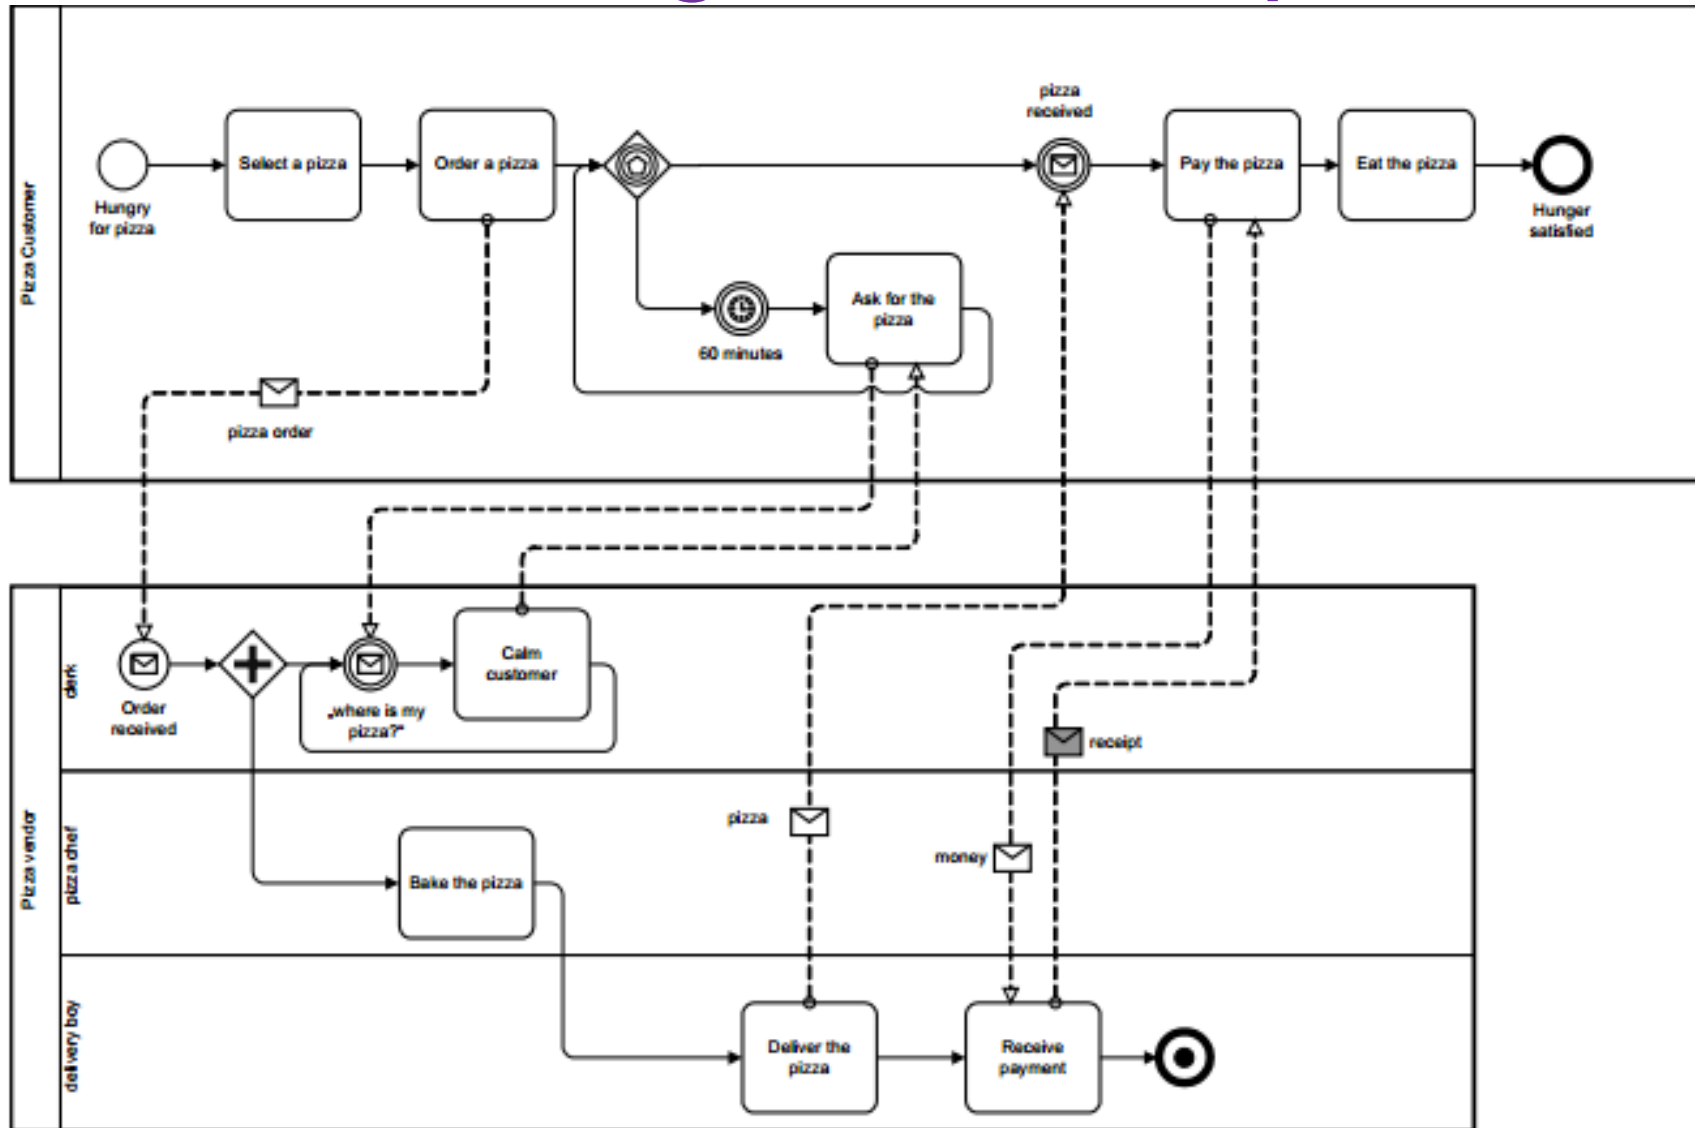 Pizza Customer
Hungry
for pizza
Select a pizza
Order a pizza
pizza
received
Pay the pizza
Eat the pizza
Hunger
satisfied
60 minutes
Ask for the
pizza
pizza order
Pizza vendor
clerk
Order
received
„where is my
pizza?“
Calm
customer
receipt
pizza chef
Bake the pizza
pizza
money
delivery boy
Deliver the
pizza
Receive
payment